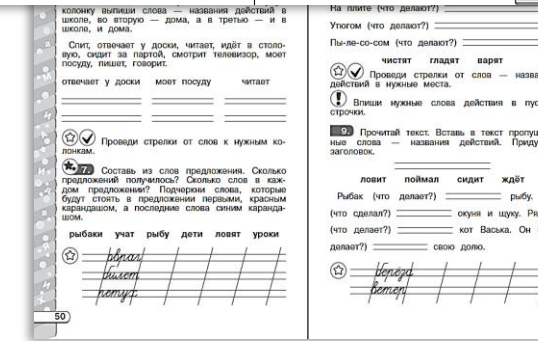 колонку выпиши слова — названия действий в
школе, во вторую — дома, а в третью — и в
школе, и дома.
Спит, отвечает у доски, читает, идёт в столо-
вую, сидит за партой, смотрит телевизор, моет
посуду, пишет, говорит.
отвечает у доски моет посуду читает
Проведи стрелки от слов к нужным ко-
лонкам.
7. Составь из слов предложения. Сколько
предложений получилось? Сколько слов в каж-
дом предложении? Подчеркни слова, которые
будут стоять в предложении первыми, красным
карандашом, а последние слова синим каранда-
шом.
рыбаки учат рыбу дети ловят уроки
овраг
билет
петух
50
На плите (что делают?)
Утюгом (что делают?)
Пы-ле-со-сом (что делают?)
чистят гладят варят
Проведи стрелки от слов — назва
действий в нужные места.
Впиши нужные слова действия в пус
строчки.
9. Прочитай текст. Вставь в текст пропущ
ные слова — названия действий. Приду
заголовок.
ловит поймал сидит ждёт
Рыбак (что делает?) рыбу.
(что сделал?) окуня и щуку. Ря
(что делает?) кот Васька. Он
делает?) свою долю.
берёза
ветер